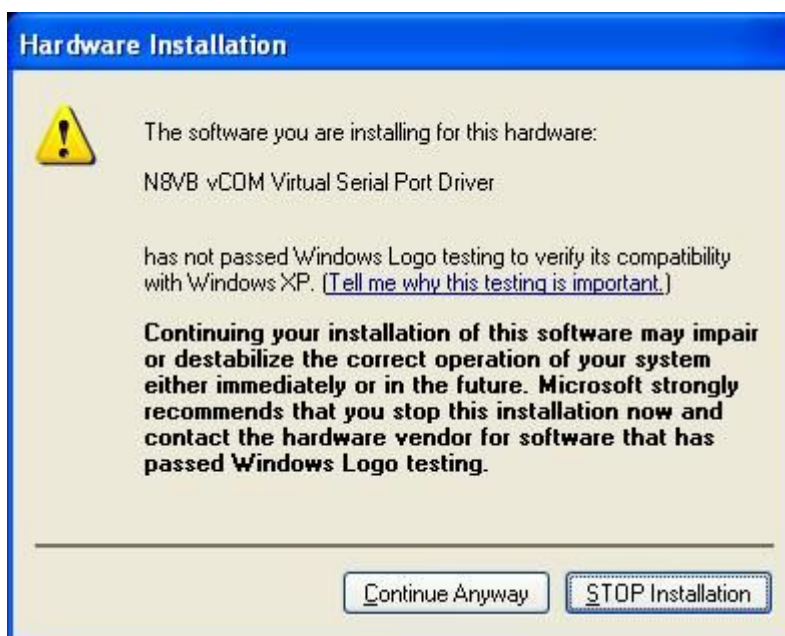 Hardware Installation
The software you are installing for this hardware:
N8VB vCOM Virtual Serial Port Driver
has not passed Windows Logo testing to verify its compatibility
with Windows XP. (Tell me why this testing is important.)
Continuing your installation of this software may impair
or destabilize the correct operation of your system
either immediately or in the future. Microsoft strongly
recommends that you stop this installation now and
contact the hardware vendor for software that has
passed Windows Logo testing.
Continue Anyway
STOP Installation